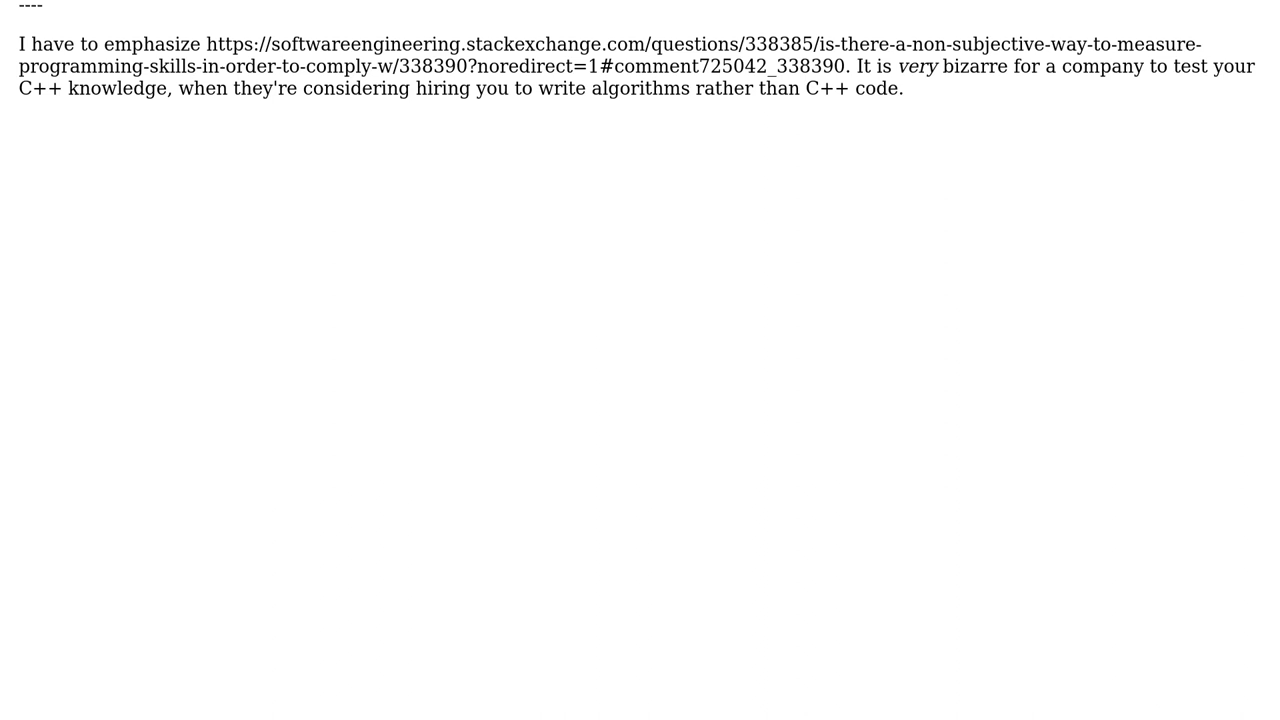 ----
I have to emphasize https://softwareengineering.stackexchange.com/questions/338385/is-there-a-non-subjective-way-to-measure-
programming-skills-in-order-to-comply-w/338390?noredirect=1#comment725042_338390. It is very bizarre for a company to test your
C++ knowledge, when they're considering hiring you to write algorithms rather than C++ code.